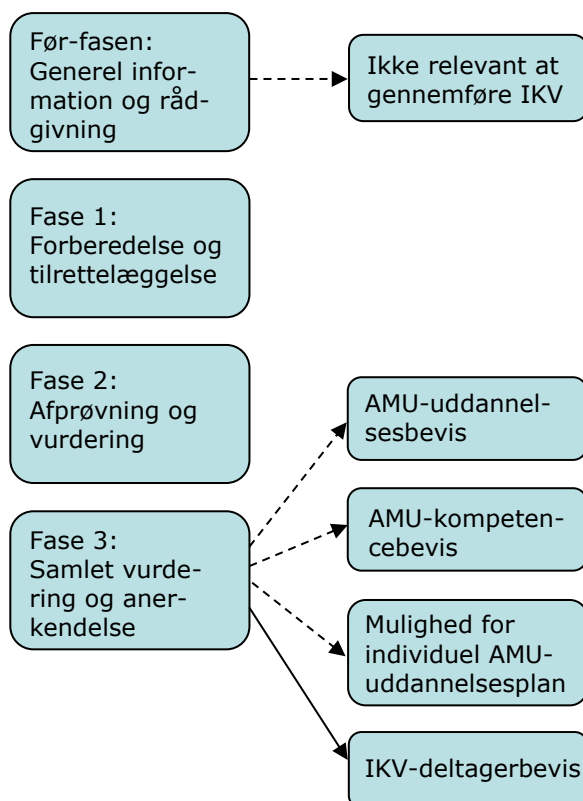 Før-fasen:
Generel infor-
mation og råd-
givning
Ikke relevant at
gennemføre IKV
Fase 1:
Forberedelse og
tilrettelæggelse
Fase 2:
Afprøvning og
vurdering
AMU-uddannel-
sesbevis
AMU-kompeten-
cebevis
Fase 3:
Samlet vurde-
ring og aner-
kendelse
Mulighed for
individuel AMU-
uddannelsesplan
IKV-deltagerbevis